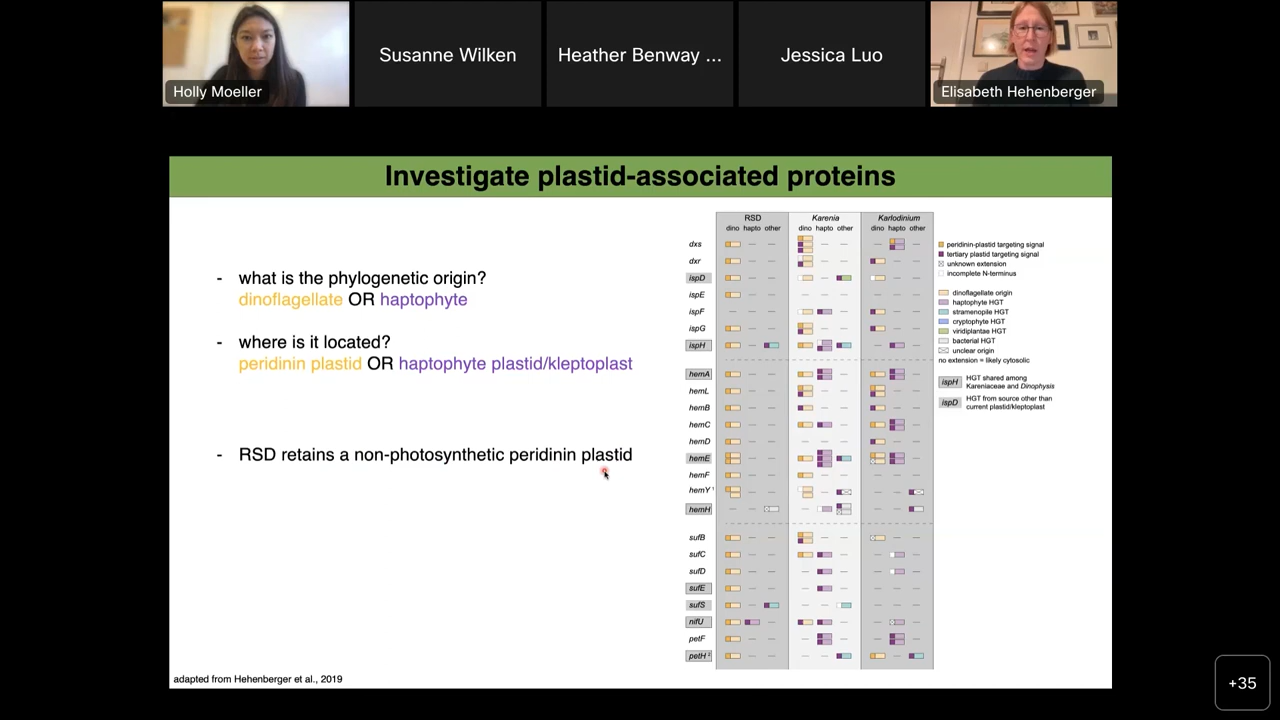 Susanne Wilken
Heather Benway ...
Jessica Luo
Holly Moeller
Elisabeth Hehenberger
Investigate plastid-associated proteins
- what is the phylogenetic origin?
dinoflagellate OR haptophyte
- where is it located?
peridinin plastid OR haptophyte plastid/kleptoplast
- RSD retains a non-photosynthetic peridinin plastid
RSD Karenia Karlodinium
dino hapto other dino hapto other dino hapto other
dxs
dxr
ispD
ispE
ispF
ispG
ispH
hemA
hemL
hemB
hemC
hemD
hemE
hemF
hemY 1
hemH
sufB
sufC
sufD
sufE
sufS
nifU
petF
petH 2
peridinin-plastid targeting signal
tertiary plastid targeting signal
unknown extension
incomplete N-terminus
dinoflagellate origin
haptophyte HGT
stramenopile HGT
cryptophyte HGT
viridiplantae HGT
bacterial HGT
unclear origin
no extension = likely cytosolic
ispH HGT shared among
Kareniaceae and Dinophysis
ispD HGT from source other than
current plastid/kleptoplast
adapted from Hehenberger et al., 2019
+35